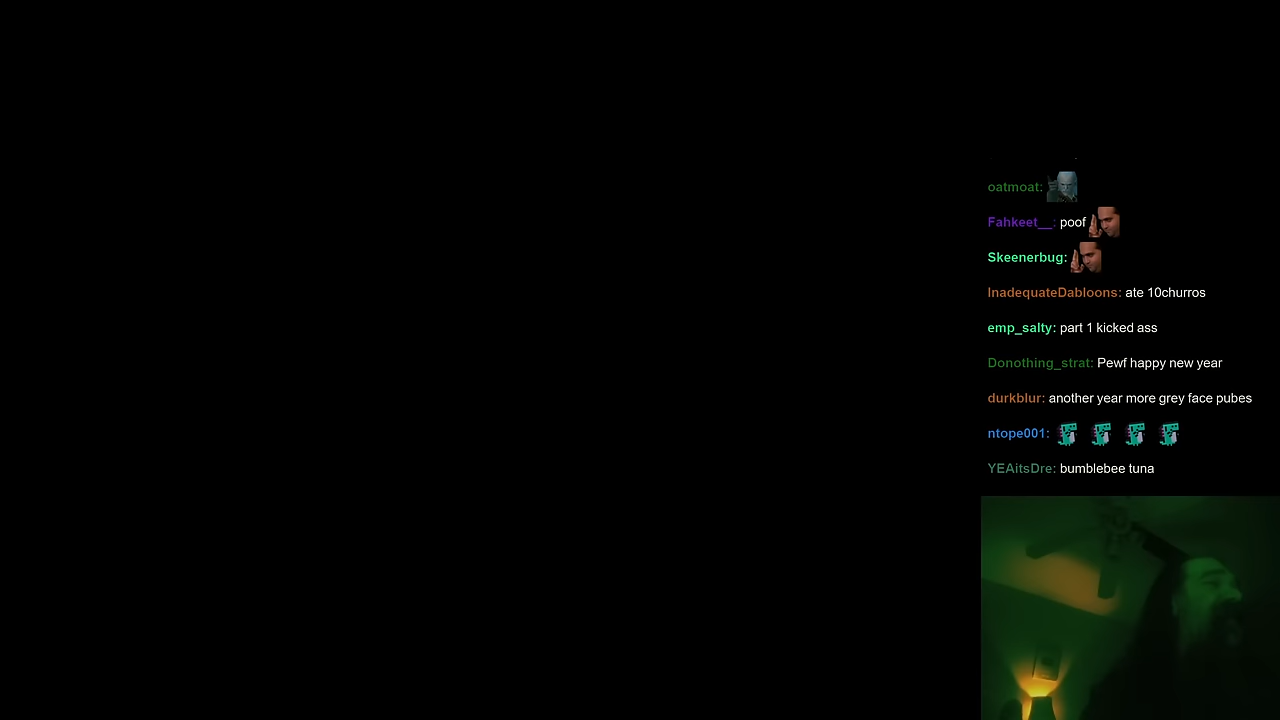 oatmoat:
Fahkeet__: poof
Skeenerbug:
InadequateDabloons: ate 10churros
emp_salty: part 1 kicked ass
Donothing_strat: Pewf happy new year
durkblur: another year more grey face pubes
ntope001:
YEAitsDre: bumblebee tuna